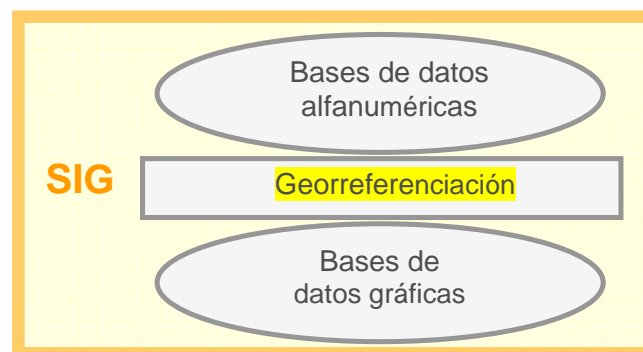 Bases de datos
alfanuméricas
SIG
Georreferenciación
Bases de
datos gráficas